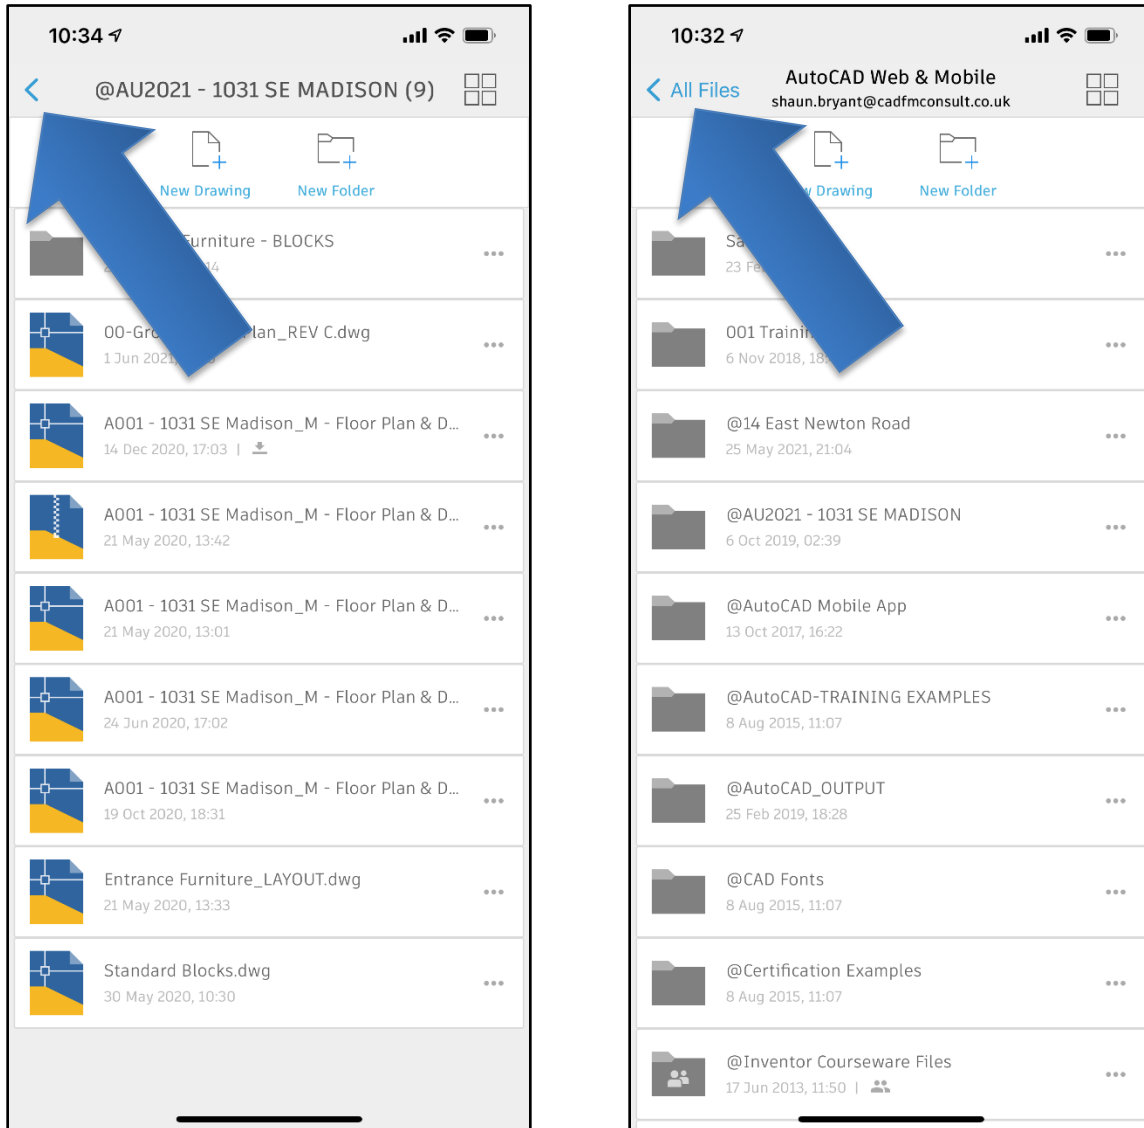 10:34
@AU2021 - 1031 SE MADISON (9)
New Drawing
New Folder
Furniture - BLOCKS
14
00-Gro lan_REV C.dwg
1 Jun 2021,
A001 - 1031 SE Madison_M - Floor Plan & D...
14 Dec 2020, 17:03 |
A001 - 1031 SE Madison_M - Floor Plan & D...
21 May 2020, 13:42
A001 - 1031 SE Madison_M - Floor Plan & D...
21 May 2020, 13:01
A001 - 1031 SE Madison_M - Floor Plan & D...
24 Jun 2020, 17:02
A001 - 1031 SE Madison_M - Floor Plan & D...
19 Oct 2020, 18:31
Entrance Furniture_LAYOUT.dwg
21 May 2020, 13:33
Standard Blocks.dwg
30 May 2020, 10:30
10:32
All Files
AutoCAD Web & Mobile
shaun.bryant@cadfmconsult.co.uk
Drawing
New Folder
Sa
23 Fe
001 Trainin
6 Nov 2018, 18:
@14 East Newton Road
25 May 2021, 21:04
@AU2021 - 1031 SE MADISON
6 Oct 2019, 02:39
@AutoCAD Mobile App
13 Oct 2017, 16:22
@AutoCAD-TRAINING EXAMPLES
8 Aug 2015, 11:07
@AutoCAD_OUTPUT
25 Feb 2019, 18:28
@CAD Fonts
8 Aug 2015, 11:07
@Certification Examples
8 Aug 2015, 11:07
@Inventor Courseware Files
17 Jun 2013, 11:50 |